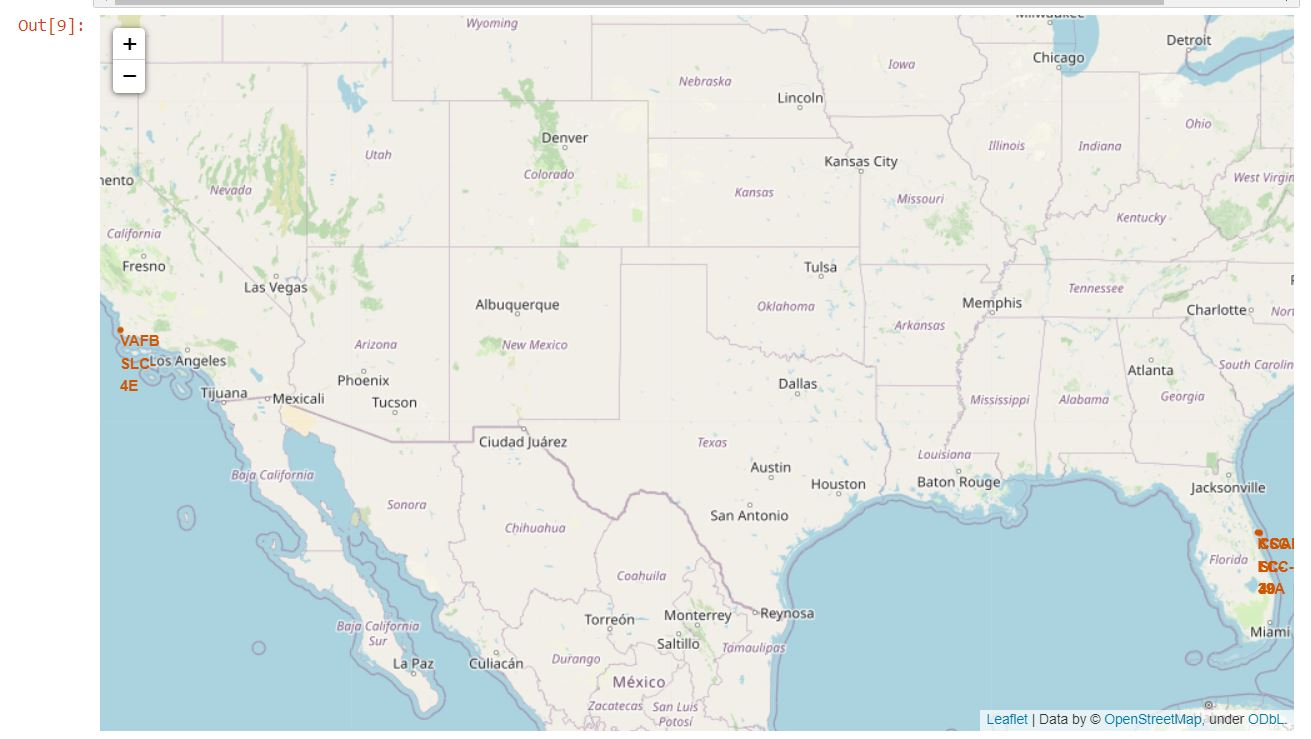 Out[9]:
+
−
Wyoming
Milwaukee
Detroit
Chicago
Iowa
Nebraska
Lincoln
Ohio
Denver
Utah
Illinois
Indiana
Kansas City
Colorado
ento
Nevada
Kansas
Missouri
West Virgin
Kentucky
California
Fresno
Las Vegas
Tulsa
Tennessee
Albuquerque
Oklahoma
Memphis
Charlotte
Nor
Arkansas
VAFB
SLC-
4E
Los Angeles
Arizona
New Mexico
Phoenix
Dallas
Atlanta
South Carolin
Tijuana
Mexicali
Tucson
Mississippi
Alabama
Georgia
Ciudad Juárez
Texas
Louisiana
Baja California
Austin
Houston
Baton Rouge
Jacksonville
Sonora
San Antonio
Chihuahua
Florida
Coahuila
Torreón
Monterrey
Reynosa
Baja California
Sur
Saltillo
Tamaulipas
Miami
La Paz
Culiacán
Durango
México
Zacatecas
San Luis
Potosí
Leaflet | Data by © OpenStreetMap, under ODbL.